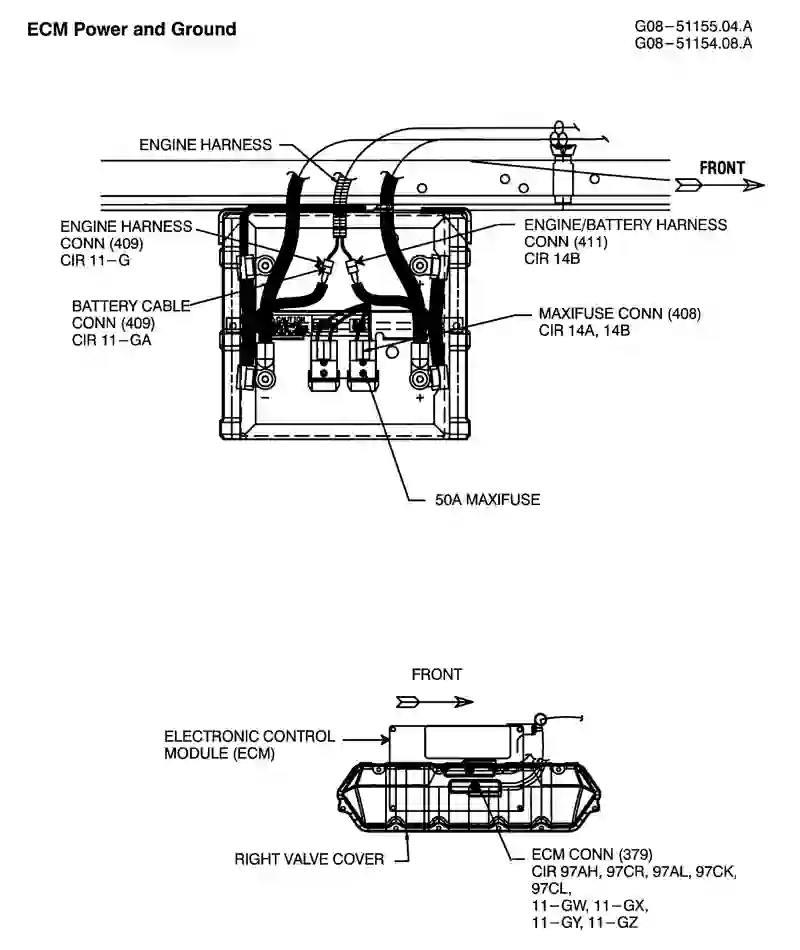 ECM Power and Ground
G08-51155.04.A
G08-51154.08.A
ENGINE HARNESS
FRONT
ENGINE HARNESS
CONN (409)
CIR 11-G
ENGINE/BATTERY HARNESS
CONN (411)
CIR 14B
BATTERY CABLE
CONN (409)
CIR 11-GA
MAXIFUSE CONN (408)
CIR 14A, 14B
-
+
+
50A MAXIFUSE
FRONT
ELECTRONIC CONTROL
MODULE (ECM)
RIGHT VALVE COVER
ECM CONN (379)
CIR 97AH, 97CR, 97AL, 97CK,
97CL,
11-GW, 11-GX,
11-GY, 11-GZ